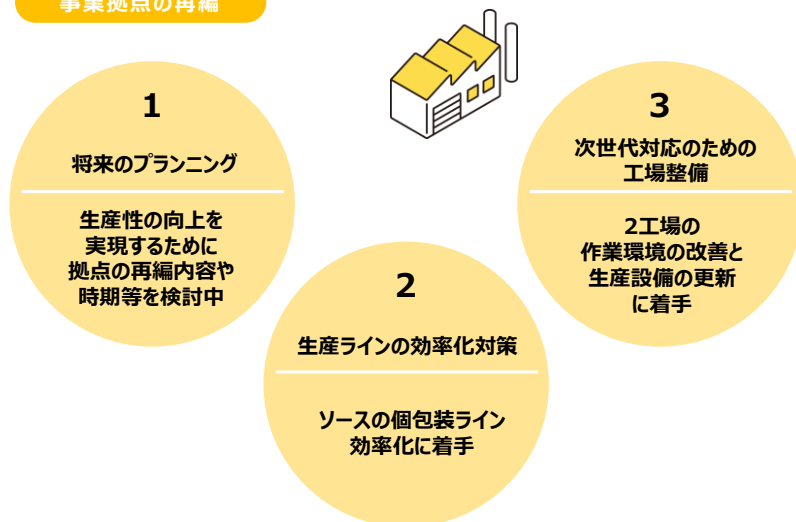 事業拠点の再編
1
将来のプランニング
生産性の向上を
実現するために
拠点の再編内容や
時期等を検討中
2
生産ラインの効率化対策
ソースの個包装ライン
効率化に着手
3
次世代対応のための
工場整備
2工場の
作業環境の改善と
生産設備の更新
に着手